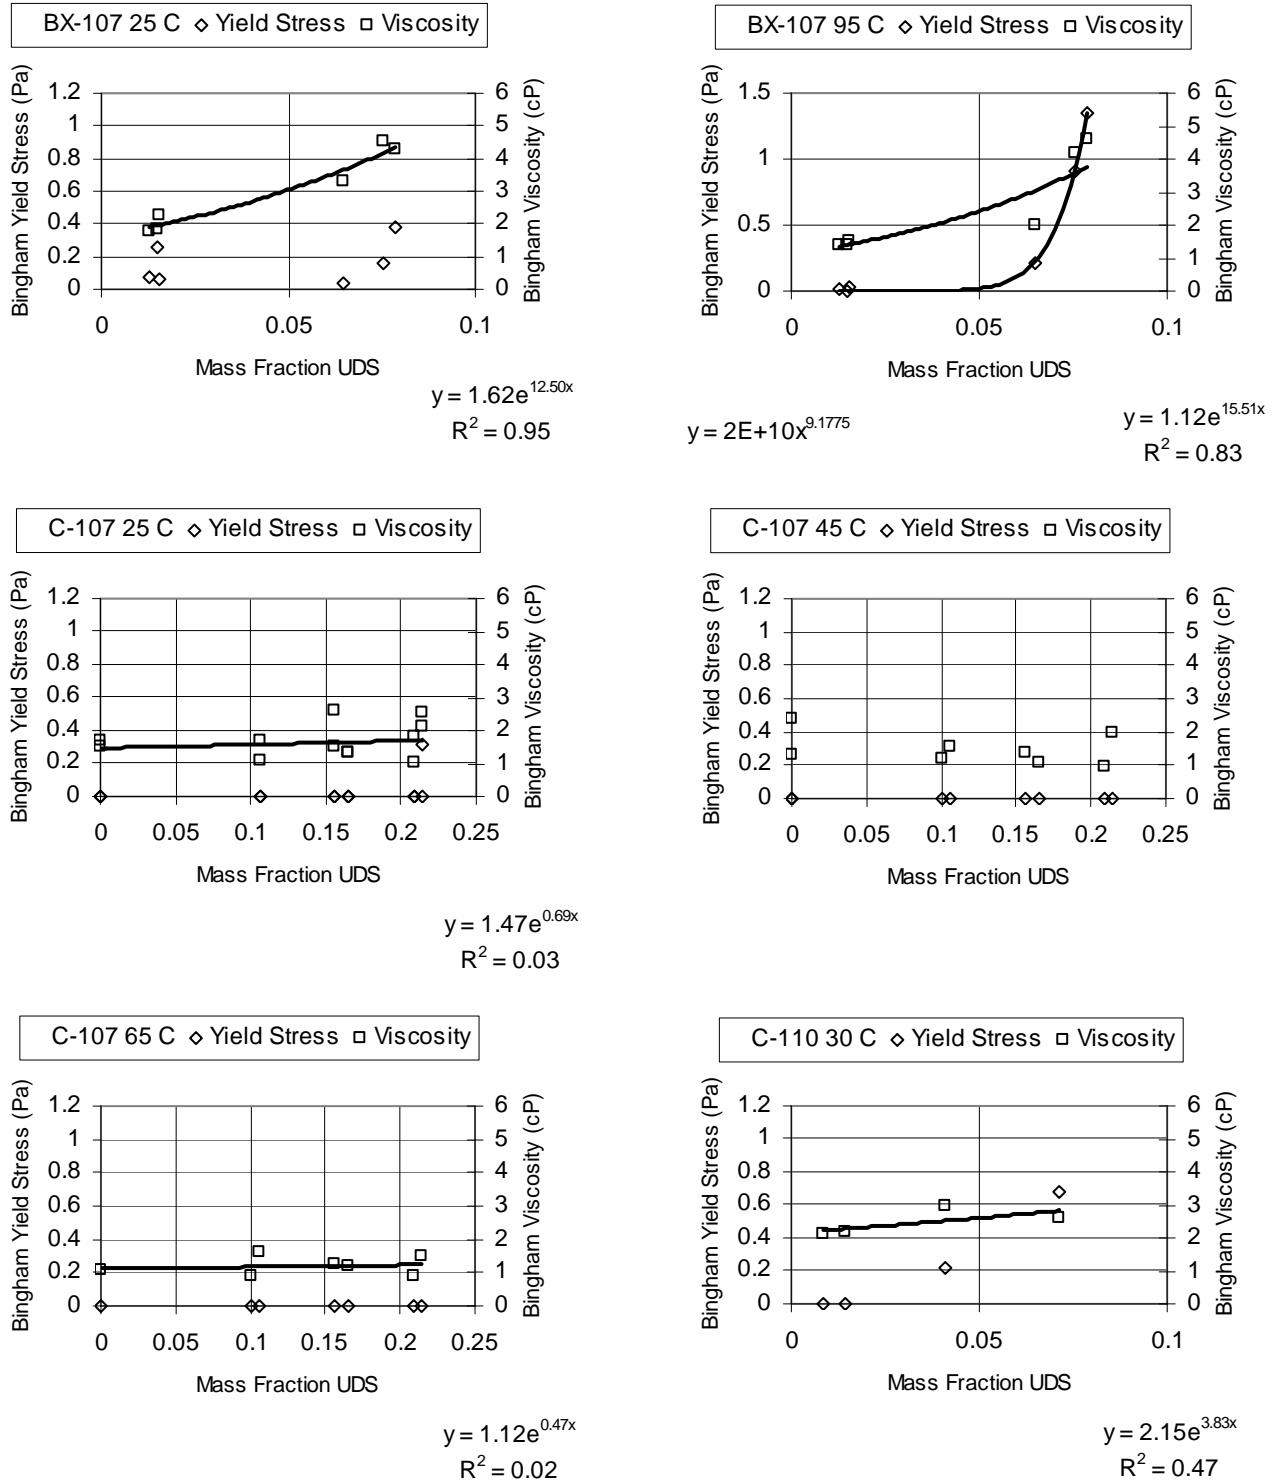 BX-107 25 C ◇ Yield Stress □ Viscosity
Bingham Yield Stress (Pa)
1.2
1
0.8
0.6
0.4
0.2
0
6
5
4
3
2
1
0
Bingham Viscosity (cP)
0 0.05 0.1
Mass Fraction UDS
y = 1.62e^12.50x
R² = 0.95
BX-107 95 C ◇ Yield Stress □ Viscosity
Bingham Yield Stress (Pa)
1.5
1
0.5
0
6
5
4
3
2
1
0
Bingham Viscosity (cP)
0 0.05 0.1
Mass Fraction UDS
y = 2E+10x^9.1775
y = 1.12e^15.51x
R² = 0.83
C-107 25 C ◇ Yield Stress □ Viscosity
Bingham Yield Stress (Pa)
1.2
1
0.8
0.6
0.4
0.2
0
6
5
4
3
2
1
0
Bingham Viscosity (cP)
0 0.05 0.1 0.15 0.2 0.25
Mass Fraction UDS
y = 1.47e^0.69x
R² = 0.03
C-107 45 C ◇ Yield Stress □ Viscosity
Bingham Yield Stress (Pa)
1.2
1
0.8
0.6
0.4
0.2
0
6
5
4
3
2
1
0
Bingham Viscosity (cP)
0 0.05 0.1 0.15 0.2 0.25
Mass Fraction UDS
C-107 65 C ◇ Yield Stress □ Viscosity
Bingham Yield Stress (Pa)
1.2
1
0.8
0.6
0.4
0.2
0
6
5
4
3
2
1
0
Bingham Viscosity (cP)
0 0.05 0.1 0.15 0.2 0.25
Mass Fraction UDS
y = 1.12e^0.47x
R² = 0.02
C-110 30 C ◇ Yield Stress □ Viscosity
Bingham Yield Stress (Pa)
1.2
1
0.8
0.6
0.4
0.2
0
6
5
4
3
2
1
0
Bingham Viscosity (cP)
0 0.05 0.1
Mass Fraction UDS
y = 2.15e^3.83x
R² = 0.47